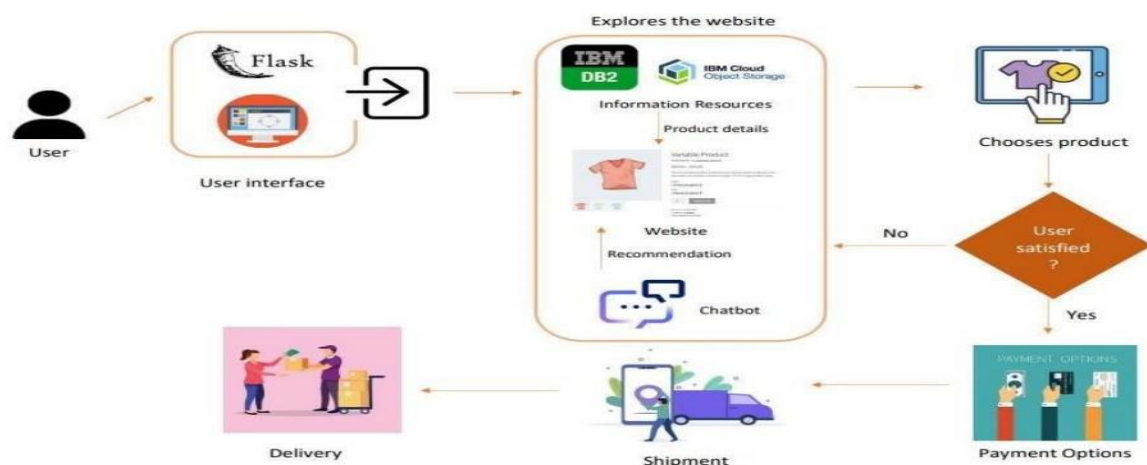 Explores the website
Flask
IBM
DB2
IBM Cloud
Object Storage
Information Resources
Product details
User
User interface
Chooses product
Variable Product
Website
Recommendation
Chatbot
No
User
satisfied
?
Yes
PAYMENT OPTIONS
Delivery
Shipment
Payment Options